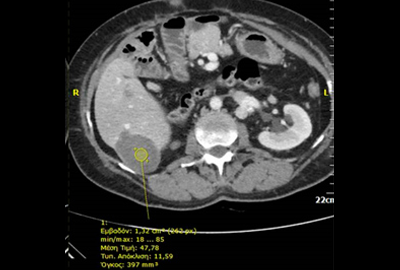 R
L
22cm
1:
Εμβαδόν: 1,32 cm² (262 px)
min/max: 18 ... 85
Μέση Τιμή: 47,78
Τυπ. Απόκλιση: 11,59
Όγκος: 397 mm³